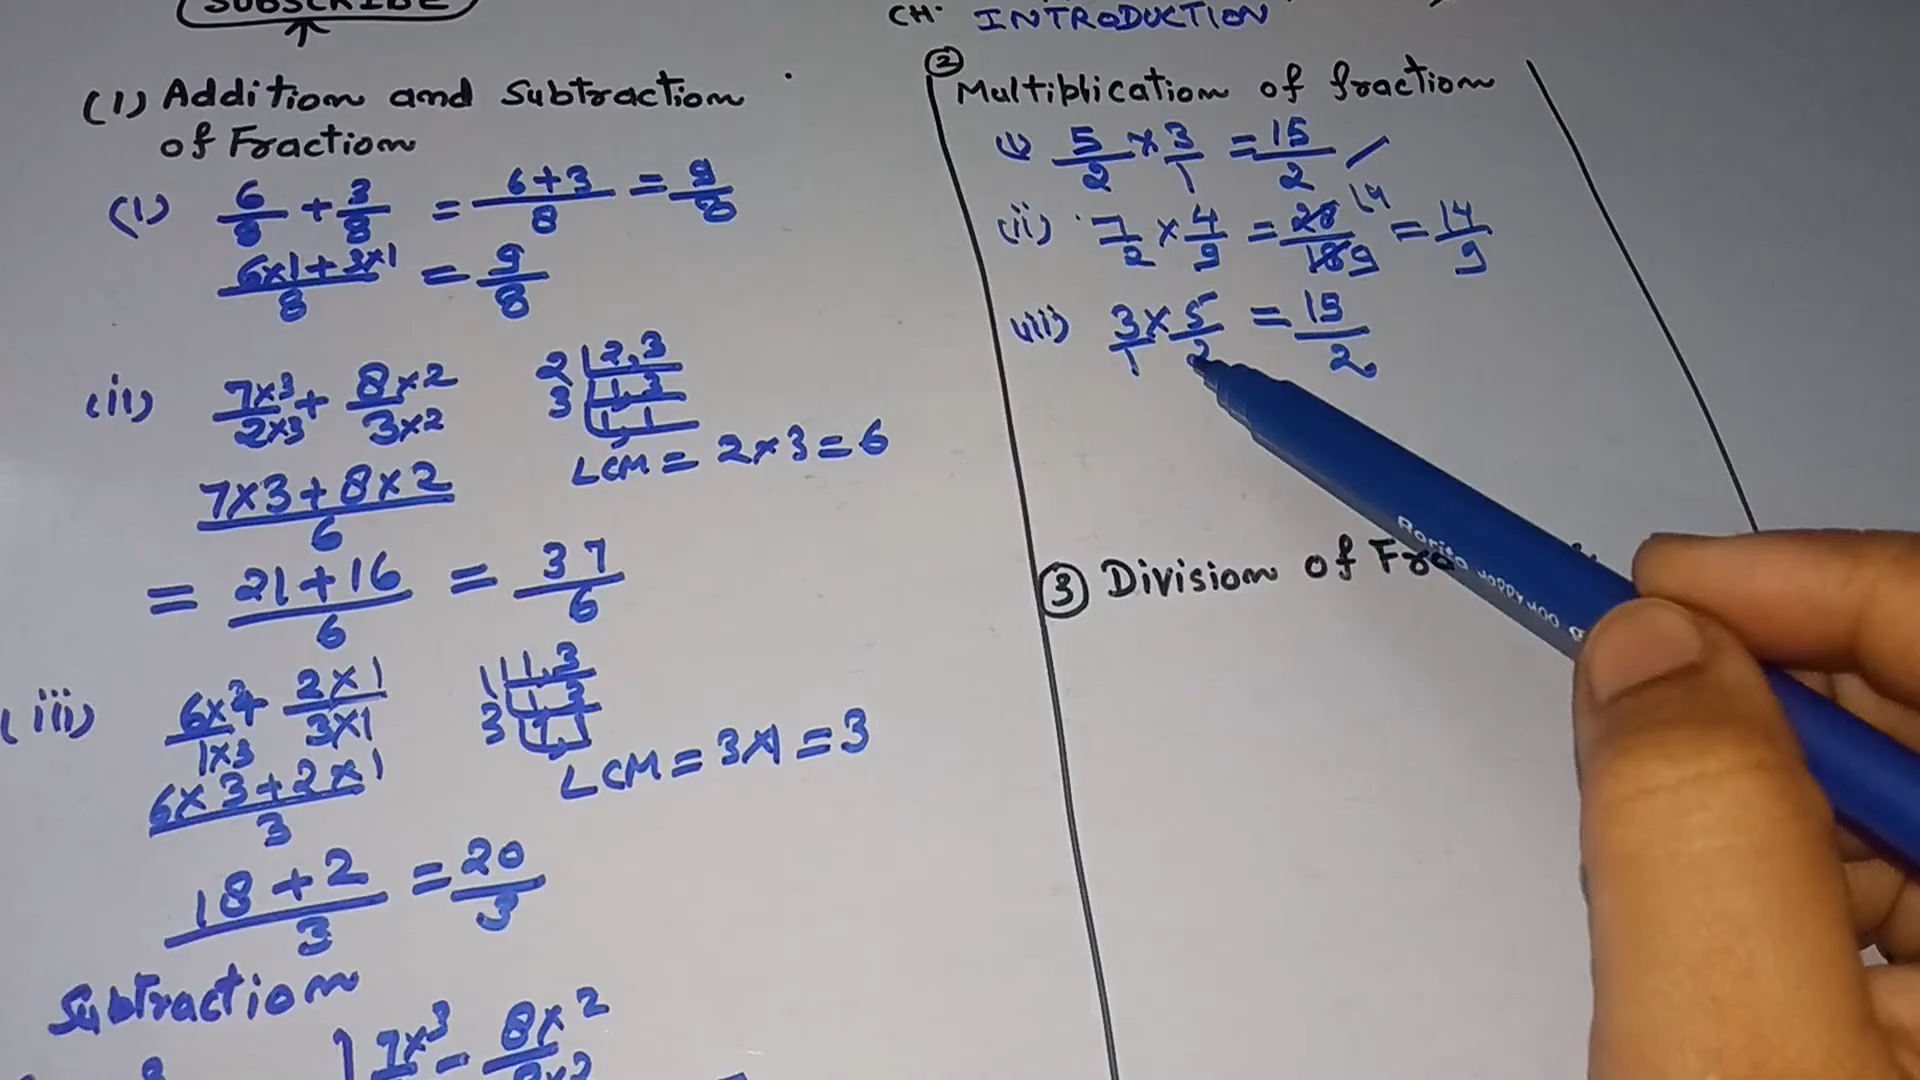 SUBSCRIBE
CH. INTRODUCTION
(1) Addition and Subtraction
of Fraction
(i) 6/8 + 3/8 = 6+3/8 = 9/8
6×1+3×1/8 = 9/8
(ii) 7×3/2×3 + 8×2/3×2
2 2,3
3 1,3
1,1
LCM = 2×3=6
7×3+8×2/6
= 21+16/6 = 37/6
(iii) 6×3/1×3 + 2×1/3×1
1 1,3
3 1,3
1,1
LCM = 3×1=3
6×3+2×1/3
18+2/3 = 20/3
Subtraction
7×3 - 8×2
②
Multiplication of fraction
(i) 5/2 × 3/1 = 15/2
(ii) 7/2 × 4/9 = 28/18 14/9 = 14/9
(iii) 3/1 × 5/2 = 15/2
③ Division of